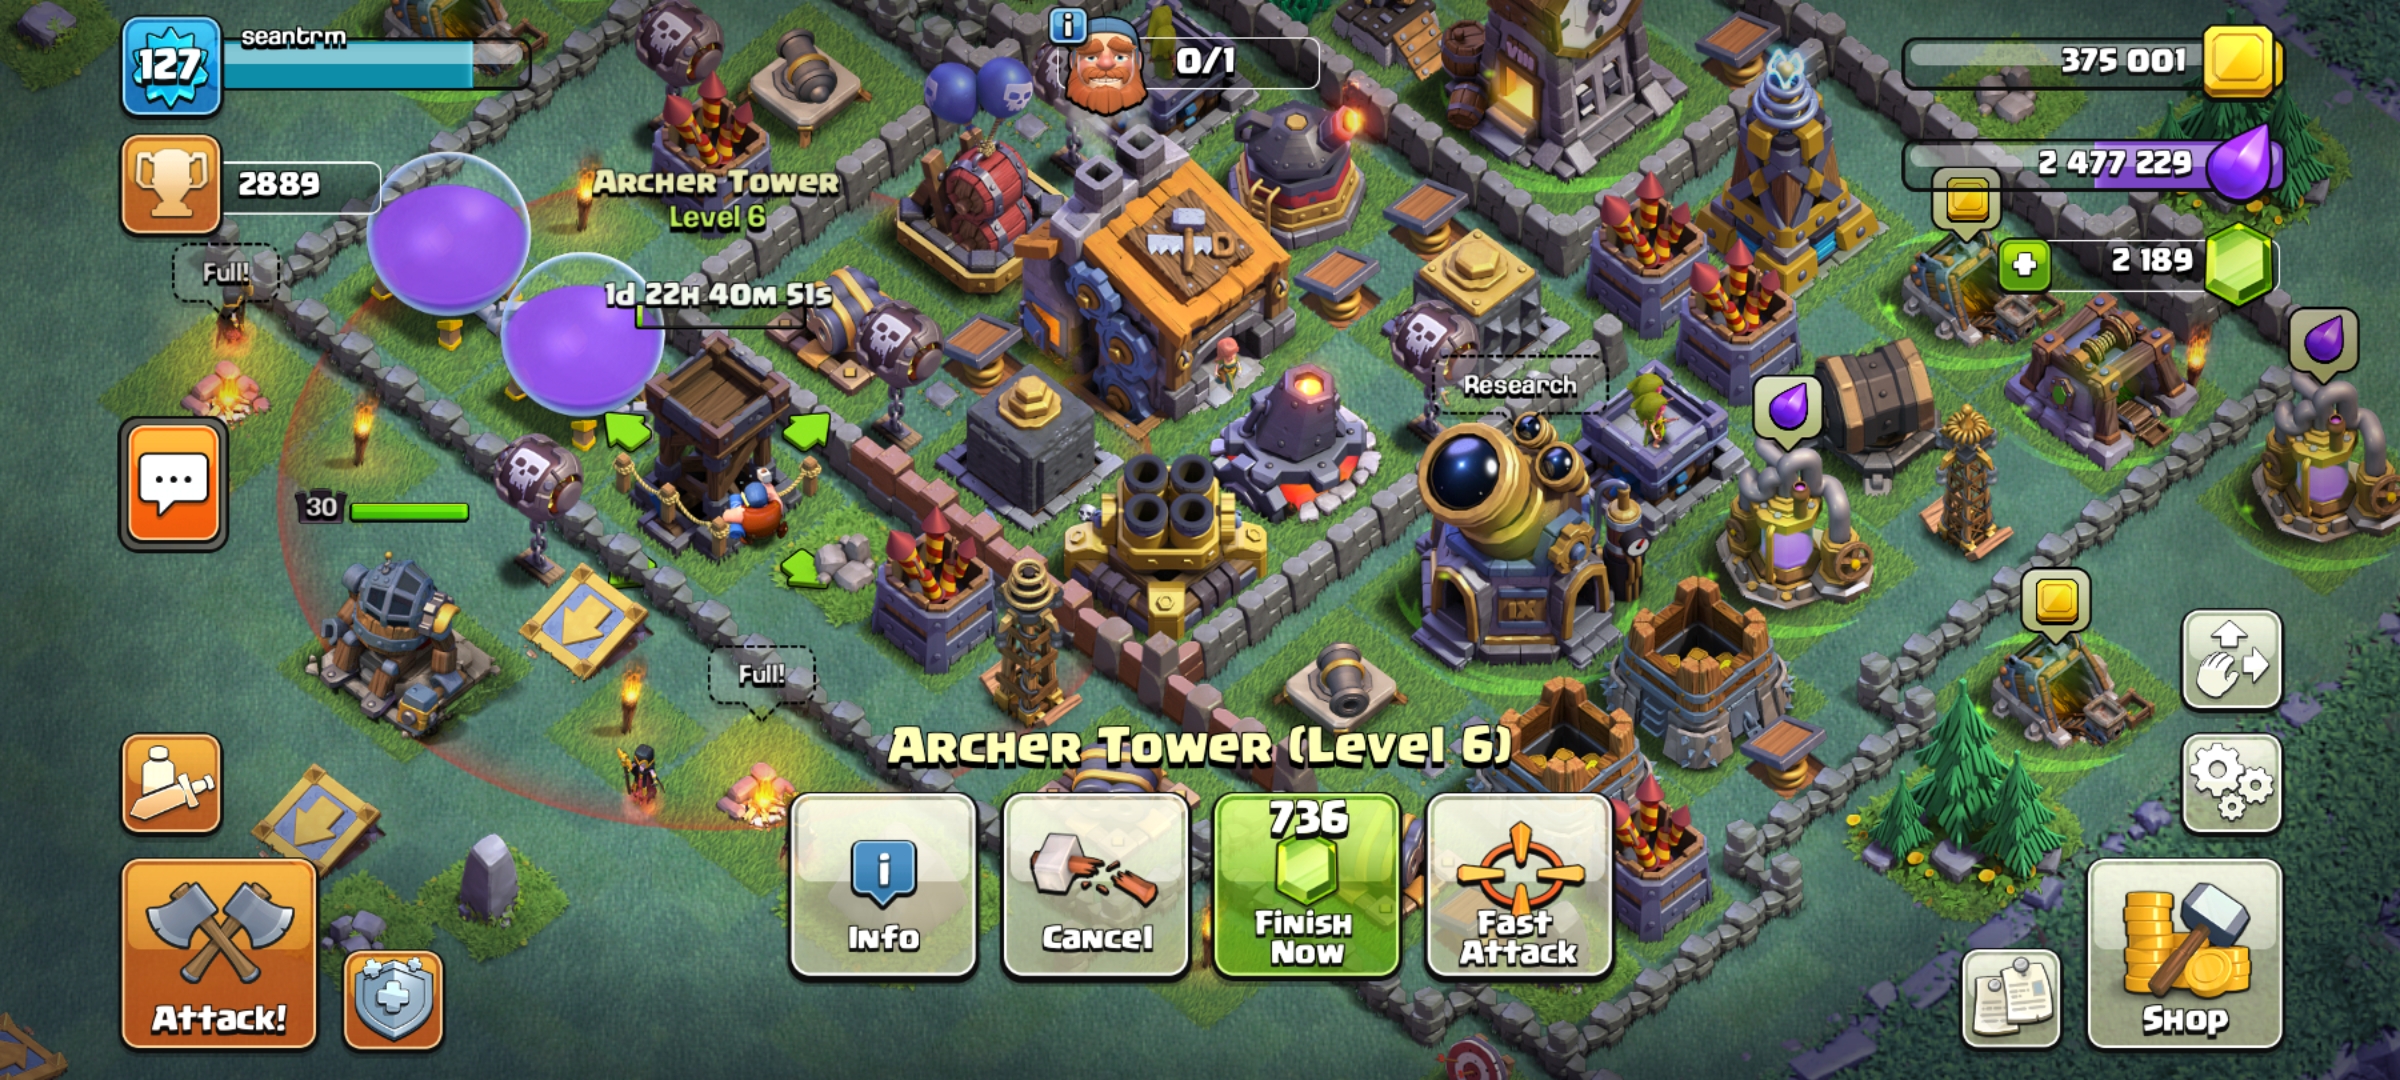 127
seantrm
0/1
375 001
2889
2 477 229
Archer Tower
Level 6
2 189
Full!
1d 22H 40M 51s
Research
30
IX
Full!
Archer Tower (Level 6)
736
Info
Cancel
Finish
Now
Fast
Attack
Attack!
Shop